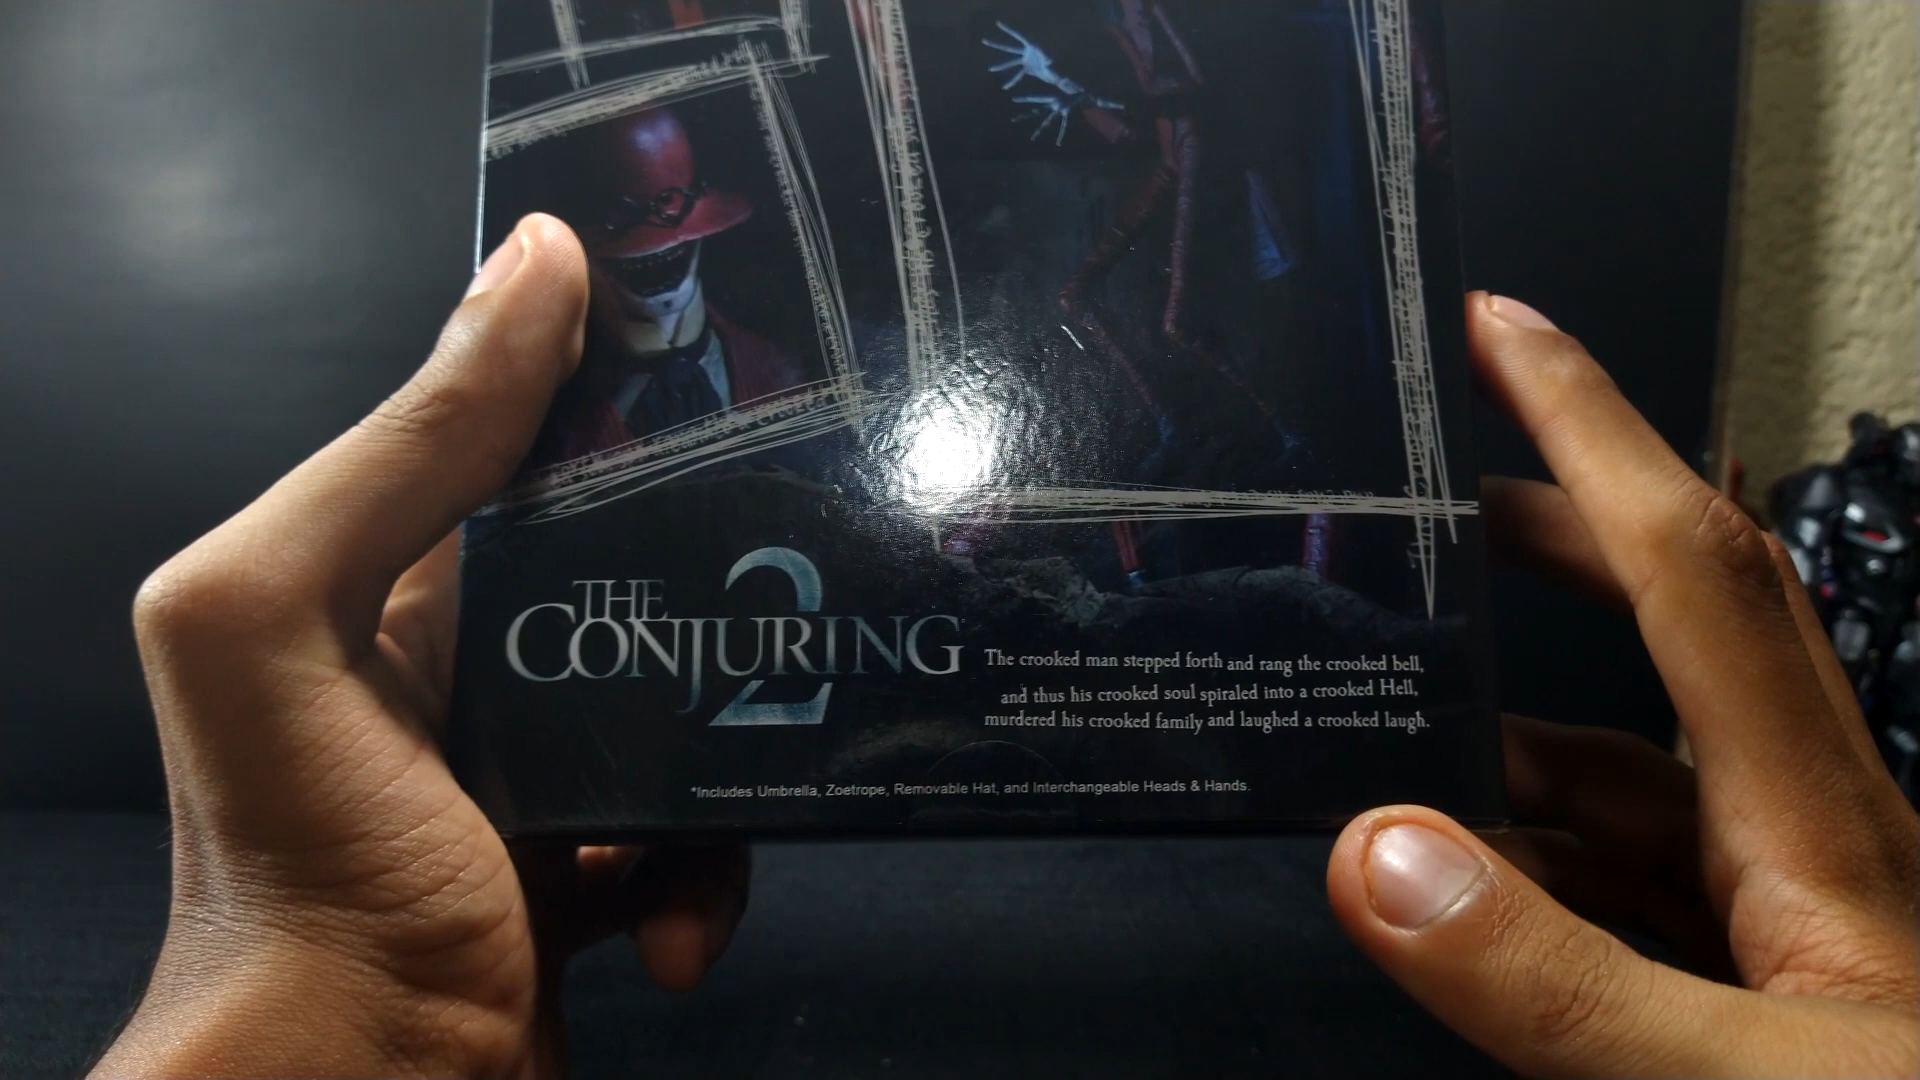 THE
CONJURING
2
The crooked man stepped forth and rang the crooked bell,
and thus his crooked soul spiraled into a crooked Hell,
murdered his crooked family and laughed a crooked laugh.
*Includes Umbrella, Zoetrope, Removable Hat, and Interchangeable Heads & Hands.